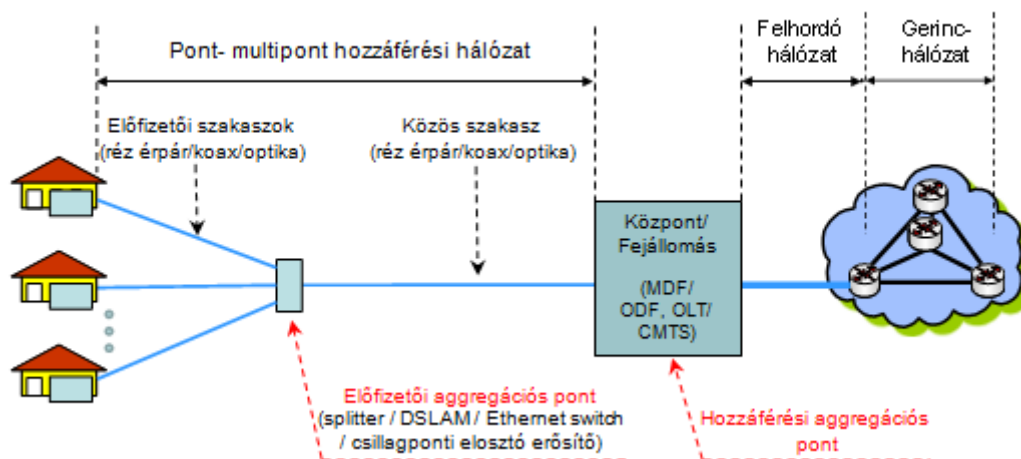 Pont- multipont hozzáférési hálózat
Felhordó
hálózat
Gerinc-
hálózat
Előfizetői szakaszok
(réz érpár/koax/optika)
Közös szakasz
(réz érpár/koax/optika)
Központ/
Fejállomás
(MDF/
ODF, OLT/
CMTS)
Előfizetői aggregációs pont
(splitter / DSLAM / Ethernet switch
/ csillagponti elosztó erősítő)
Hozzáférési aggregációs
pont